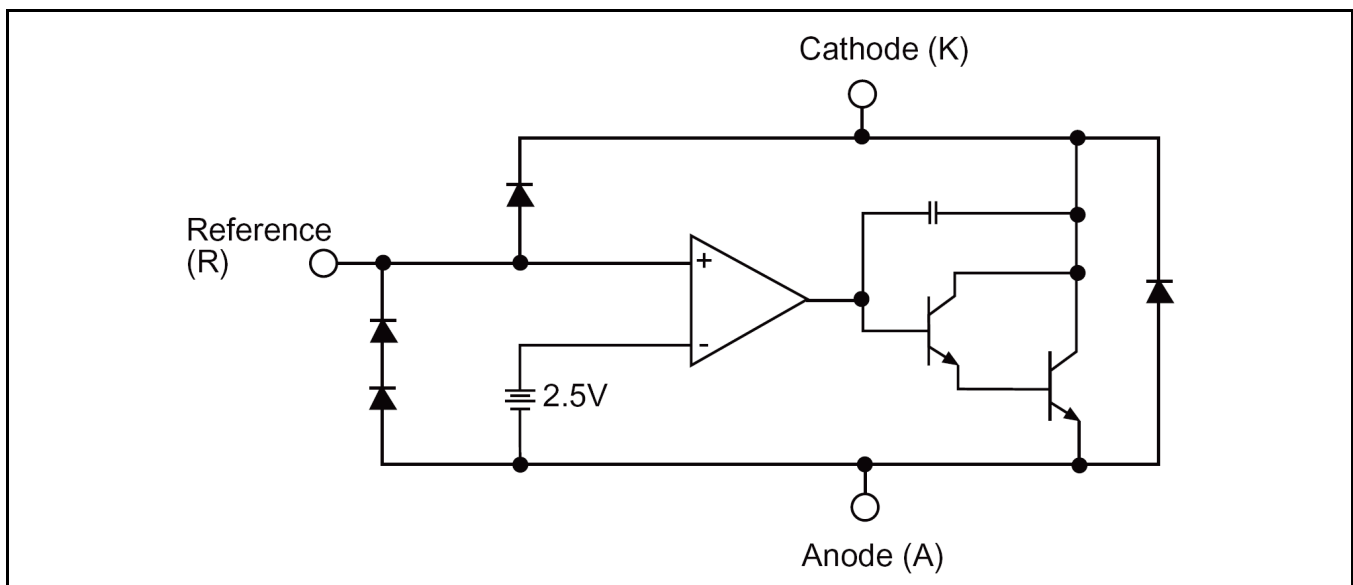 Cathode (K)
Reference
(R)
+
-
2.5V
Anode (A)